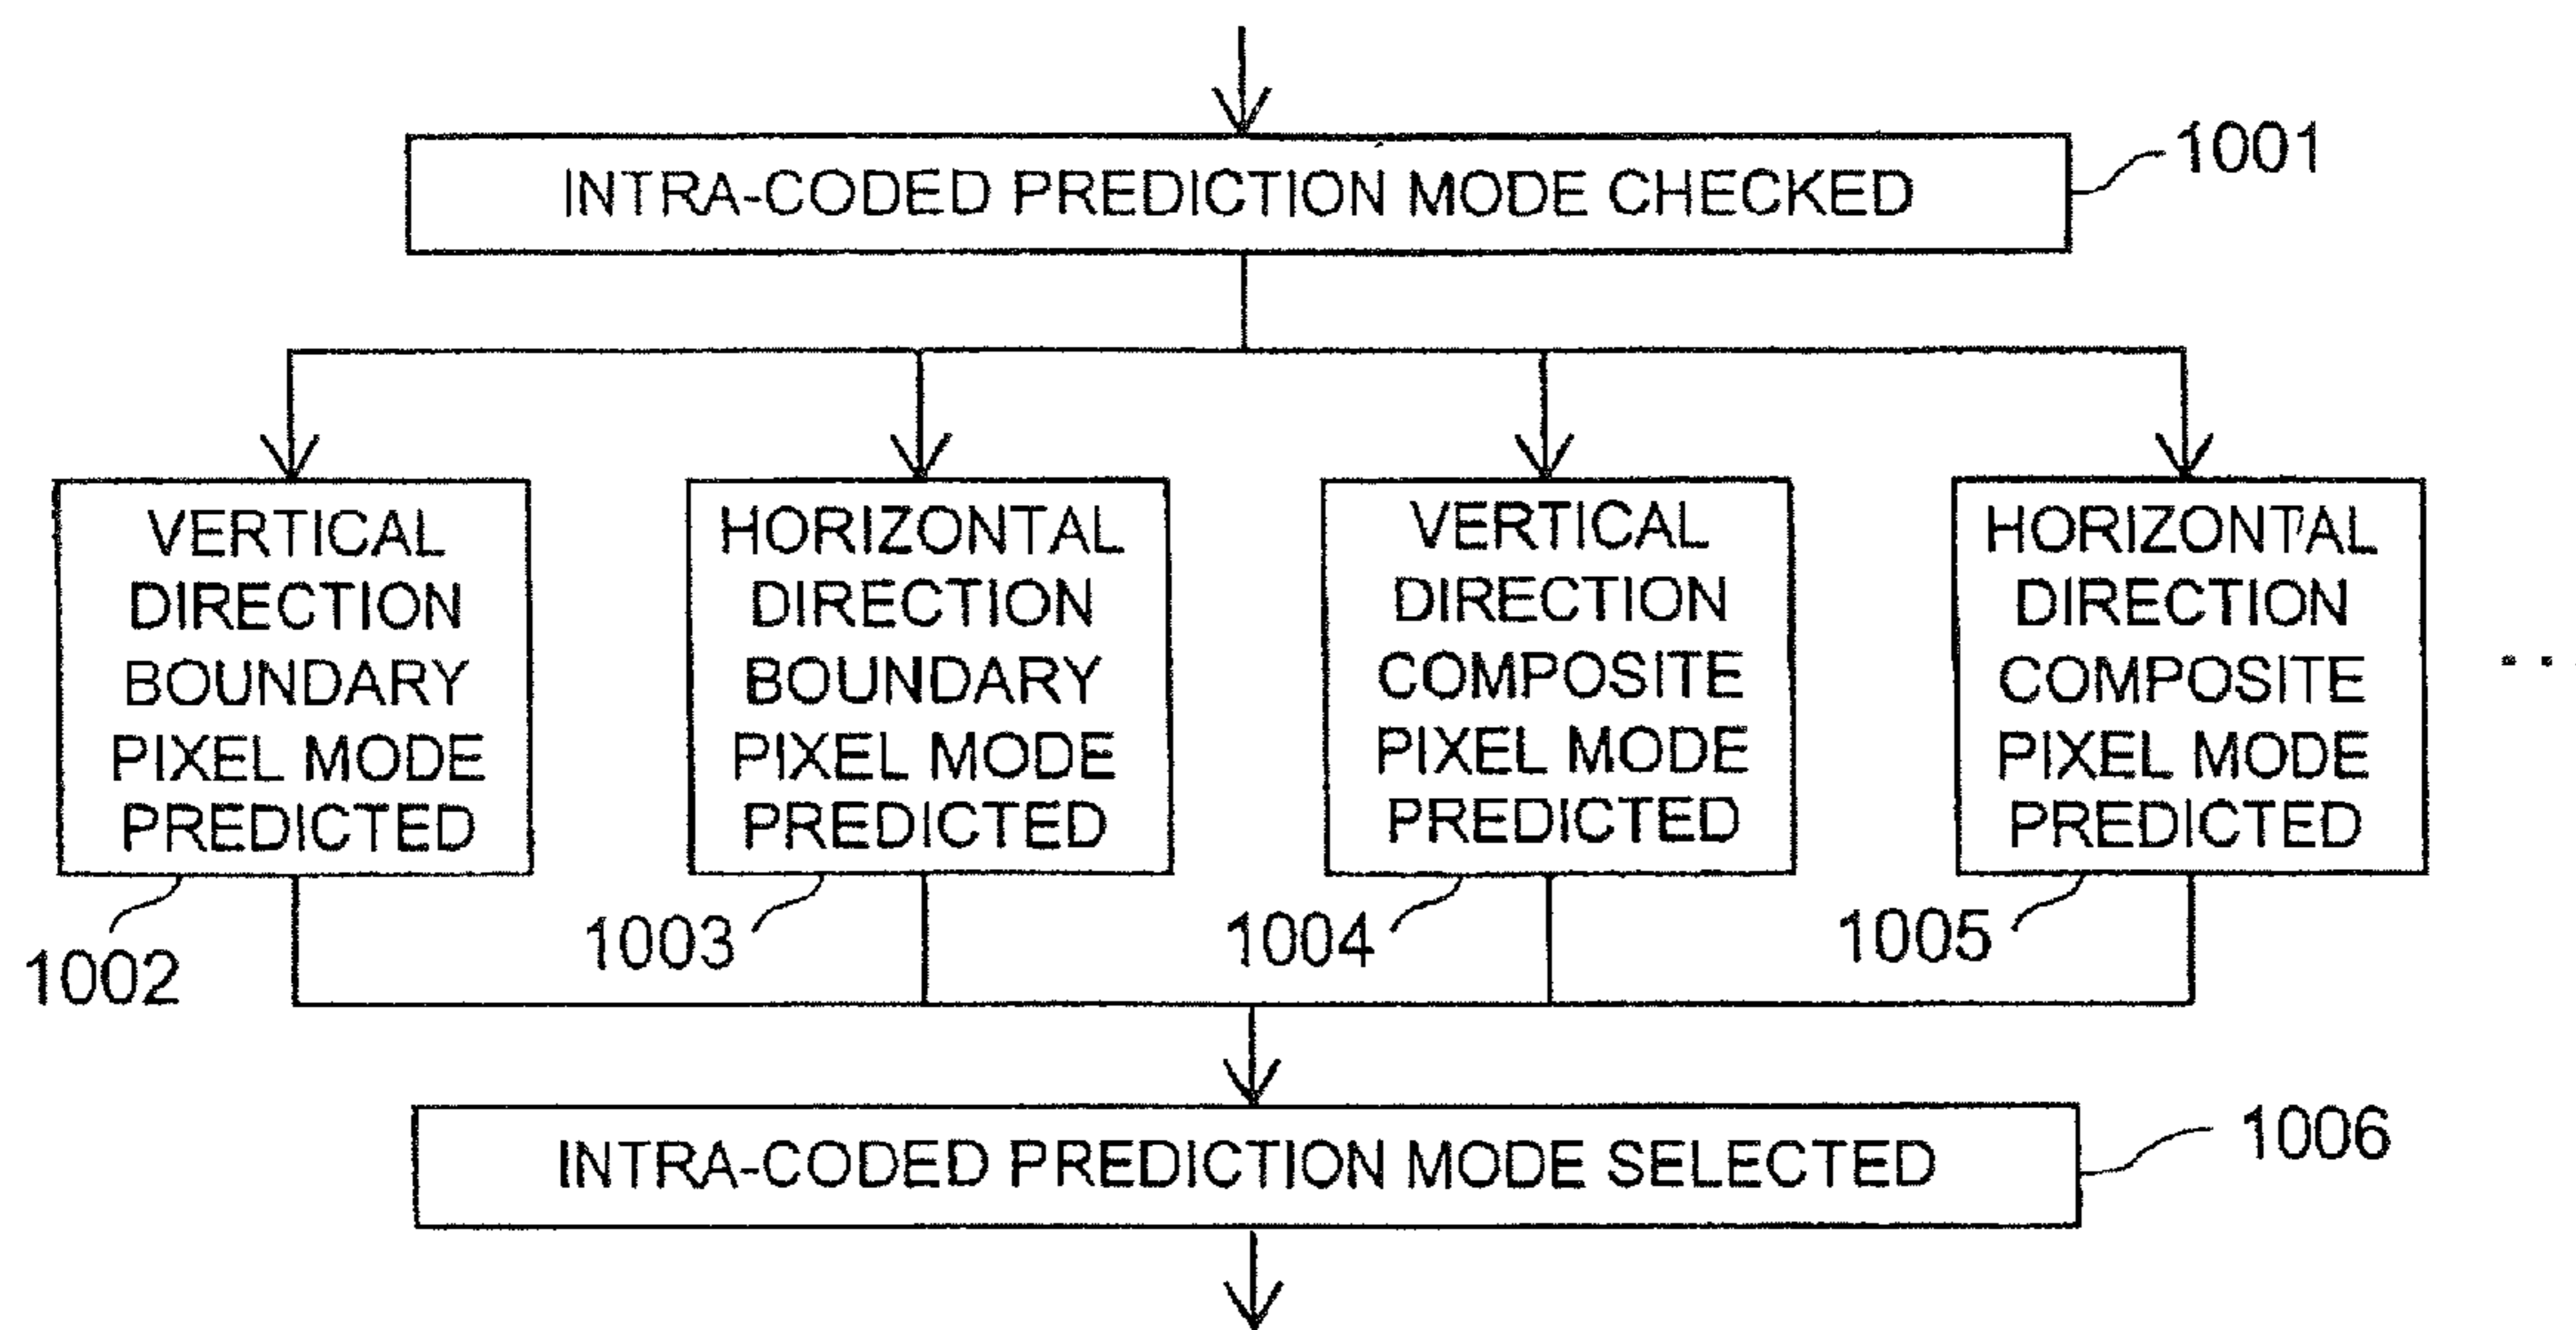 INTRA-CODED PREDICTION MODE CHECKED
1001
VERTICAL
DIRECTION
BOUNDARY
PIXEL MODE
PREDICTED
HORIZONTAL
DIRECTION
BOUNDARY
PIXEL MODE
PREDICTED
VERTICAL
DIRECTION
COMPOSITE
PIXEL MODE
PREDICTED
HORIZONTAL
DIRECTION
COMPOSITE
PIXEL MODE
PREDICTED
...
1002
1003
1004
1005
INTRA-CODED PREDICTION MODE SELECTED
1006